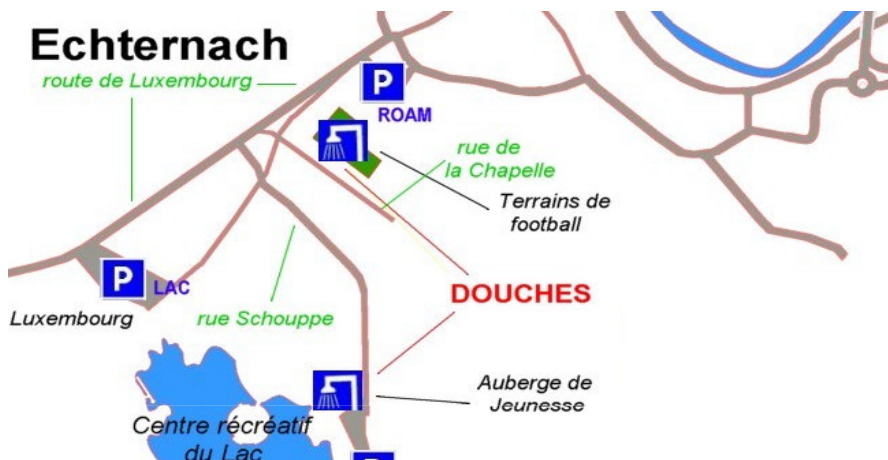 Echternach
route de Luxembourg
P
ROAM
rue de
la Chapelle
Terrains de
football
P
LAC
Luxembourg
rue Schouppe
DOUCHES
Auberge de
Jeunesse
Centre récréatif
du Lac
P